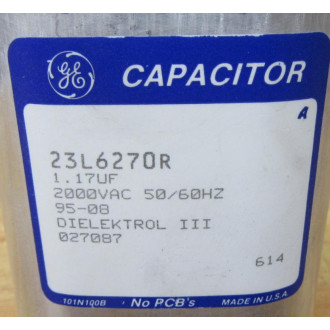 GE
CAPACITOR
A
23L6270R
1.17UF
2000VAC 50/60HZ
95-08
DIELEKTROL III
027087
614
101N100B No PCB's MADE IN U.S.A.